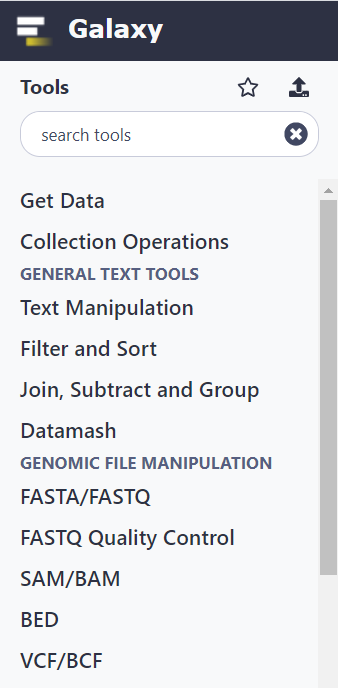 Galaxy
Tools
search tools
Get Data
Collection Operations
GENERAL TEXT TOOLS
Text Manipulation
Filter and Sort
Join, Subtract and Group
Datamash
GENOMIC FILE MANIPULATION
FASTA/FASTQ
FASTQ Quality Control
SAM/BAM
BED
VCF/BCF